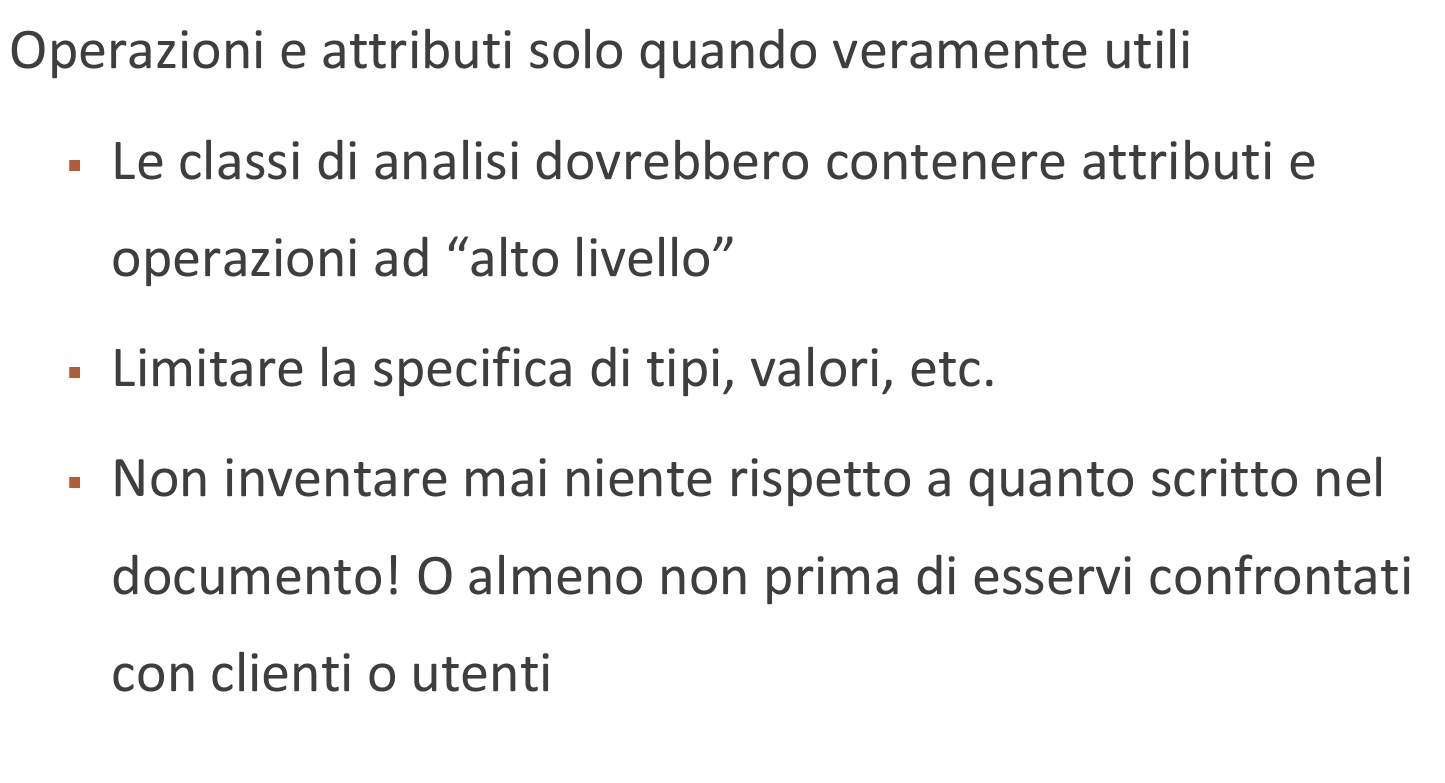 Operazioni e attributi solo quando veramente utili
▪ Le classi di analisi dovrebbero contenere attributi e
operazioni ad “alto livello”
▪ Limitare la specifica di tipi, valori, etc.
▪ Non inventare mai niente rispetto a quanto scritto nel
documento! O almeno non prima di esservi confrontati
con clienti o utenti